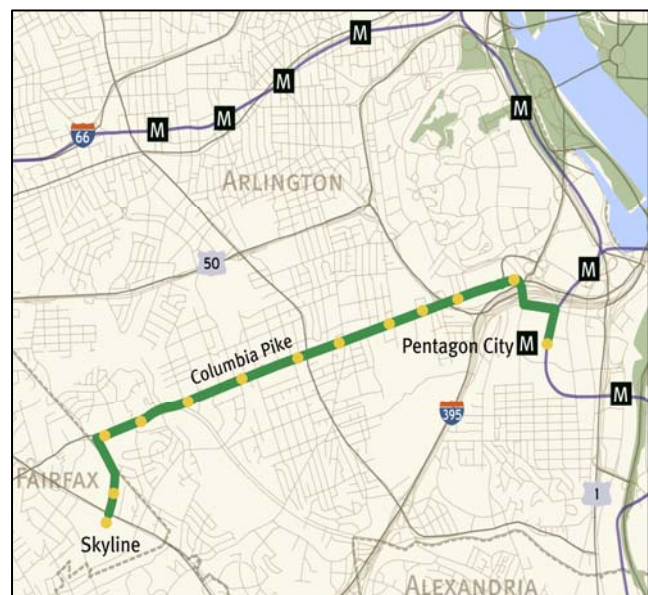 M
M
M
M
66
M
ARLINGTON
50
M
Columbia Pike
Pentagon City M
M
395
FAIRFAX
1
Skyline
ALEXANDRIA